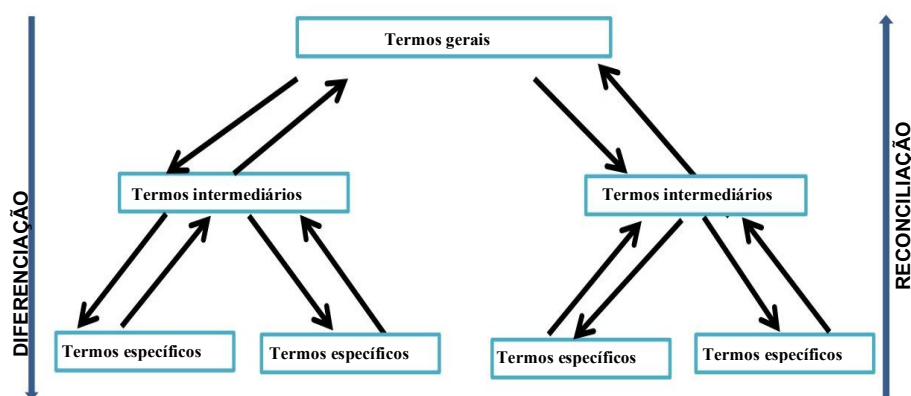 Termos gerais
DIFERENCIAÇÃO
RECONCILIAÇÃO
Termos intermediários
Termos intermediários
Termos específicos
Termos específicos
Termos específicos
Termos específicos